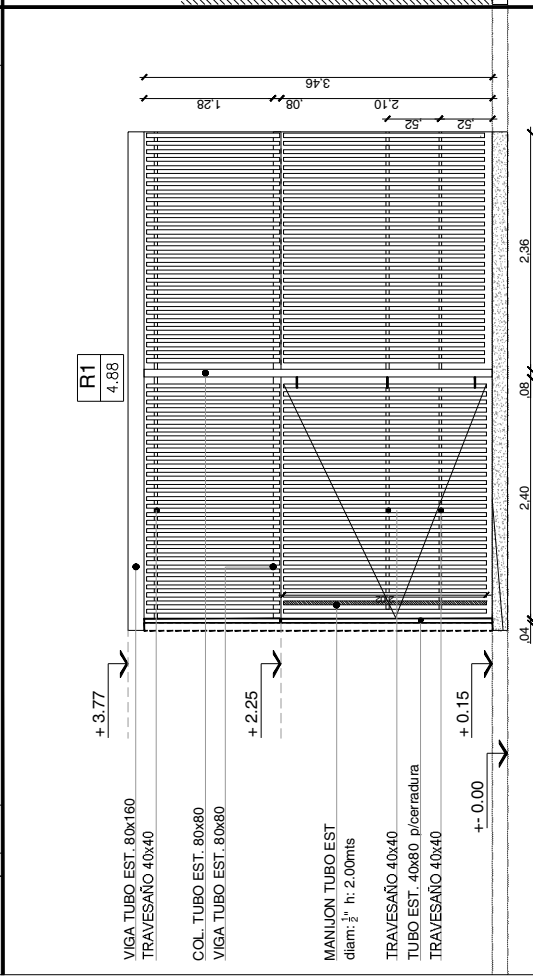 R1
4.88
+ 3.77
+ 2.25
+ 0.15
+- 0.00
VIGA TUBO EST. 80x160
TRAVESAÑO 40x40
COL. TUBO EST. 80x80
VIGA TUBO EST. 80x80
MANIJON TUBO EST
diam: 1/2" h: 2.00mts
TRAVESAÑO 40x40
TUBO EST. 40x80 p/cerradura
TRAVESAÑO 40x40
3.46
1.28
.08
2.10
.52
.52
.04
2.40
.08
2.36